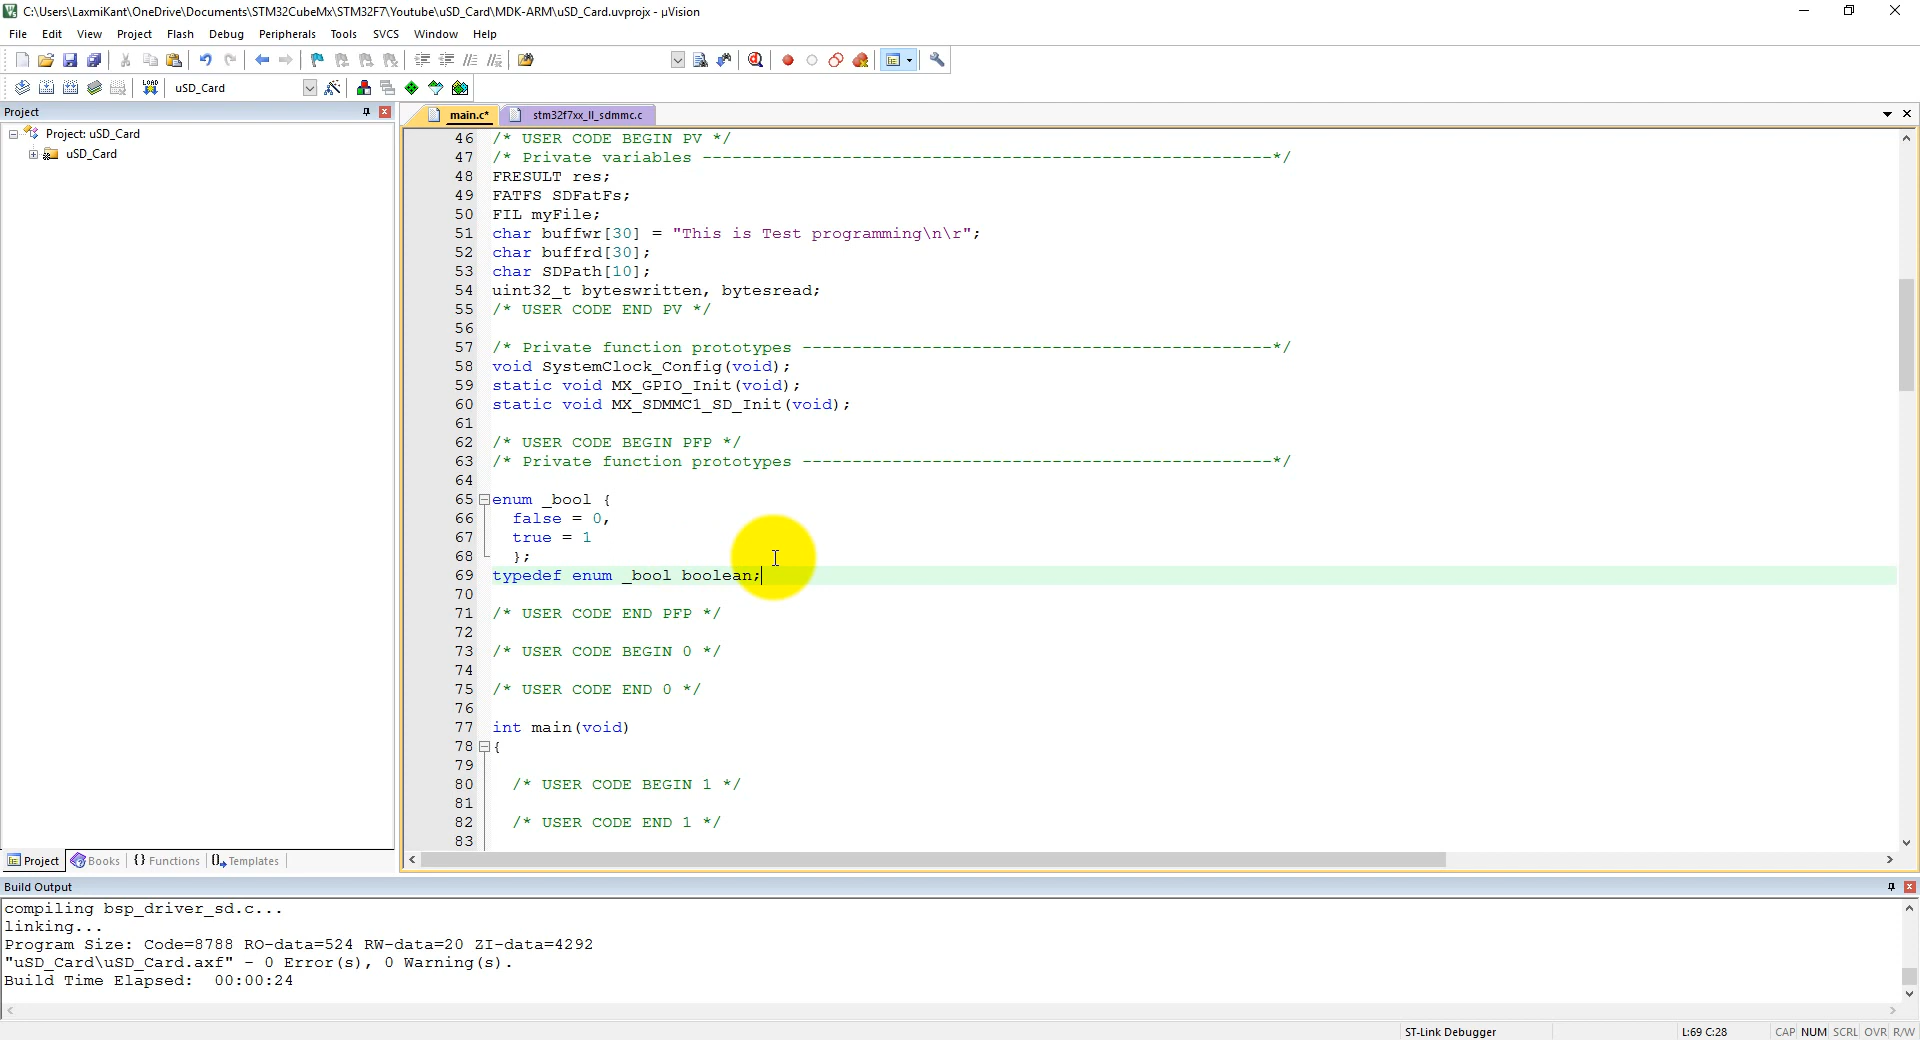 C:\Users\LaxmiKant\OneDrive\Documents\STM32CubeMx\STM32F7\Youtube\uSD_Card\MDK-ARM\uSD_Card.uvprojx - µVision
File Edit View Project Flash Debug Peripherals Tools SVCS Window Help
LOAD uSD_Card
Project
main.c* stm32f7xx_ll_sdmmc.c
Project: uSD_Card
uSD_Card
46 /* USER CODE BEGIN PV */
47 /* Private variables ---------------------------------------------------------*/
48 FRESULT res;
49 FATFS SDFatFs;
50 FIL myFile;
51 char buffwr[30] = "This is Test programming\n\r";
52 char buffrd[30];
53 char SDPath[10];
54 uint32_t byteswritten, bytesread;
55 /* USER CODE END PV */
56
57 /* Private function prototypes -----------------------------------------------*/
58 void SystemClock_Config(void);
59 static void MX_GPIO_Init(void);
60 static void MX_SDMMC1_SD_Init(void);
61
62 /* USER CODE BEGIN PFP */
63 /* Private function prototypes -----------------------------------------------*/
64
65 enum _bool {
66 false = 0,
67 true = 1
68 };
69 typedef enum _bool boolean;
70
71 /* USER CODE END PFP */
72
73 /* USER CODE BEGIN 0 */
74
75 /* USER CODE END 0 */
76
77 int main(void)
78 {
79
80 /* USER CODE BEGIN 1 */
81
82 /* USER CODE END 1 */
83
Project Books {} Functions Templates
Build Output
compiling bsp_driver_sd.c...
linking...
Program Size: Code=8788 RO-data=524 RW-data=20 ZI-data=4292
"uSD_Card\uSD_Card.axf" - 0 Error(s), 0 Warning(s).
Build Time Elapsed: 00:00:24
ST-Link Debugger L:69 C:28 CAP NUM SCRL OVR R/W